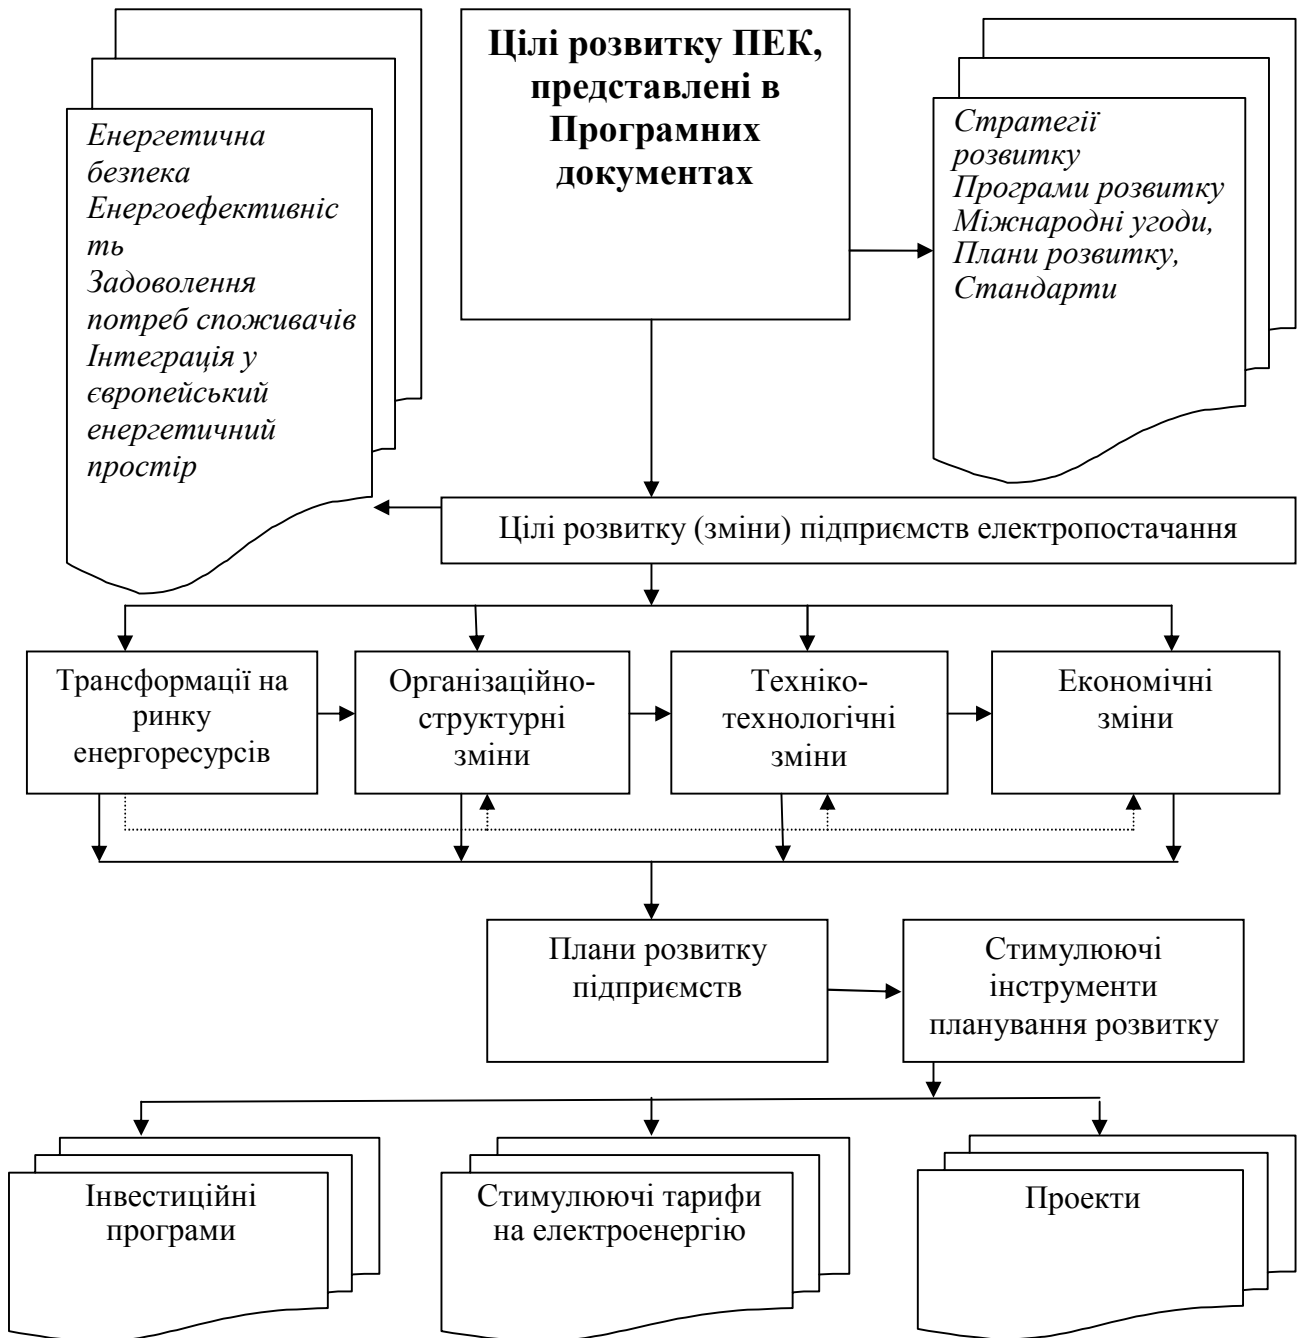 Цілі розвитку ПЕК,
представлені в
Програмних
документах
Енергетична
безпека
Енергоефективніс
ть
Задоволення
потреб споживачів
Інтеграція у
європейський
енергетичний
простір
Стратегії
розвитку
Програми розвитку
Міжнародні угоди,
Плани розвитку,
Стандарти
Цілі розвитку (зміни) підприємств електропостачання
Трансформації на
ринку
енергоресурсів
Організаційно-
структурні
зміни
Техніко-
технологічні
зміни
Економічні
зміни
Плани розвитку
підприємств
Стимулюючі
інструменти
планування розвитку
Інвестиційні
програми
Стимулюючі тарифи
на електроенергію
Проекти